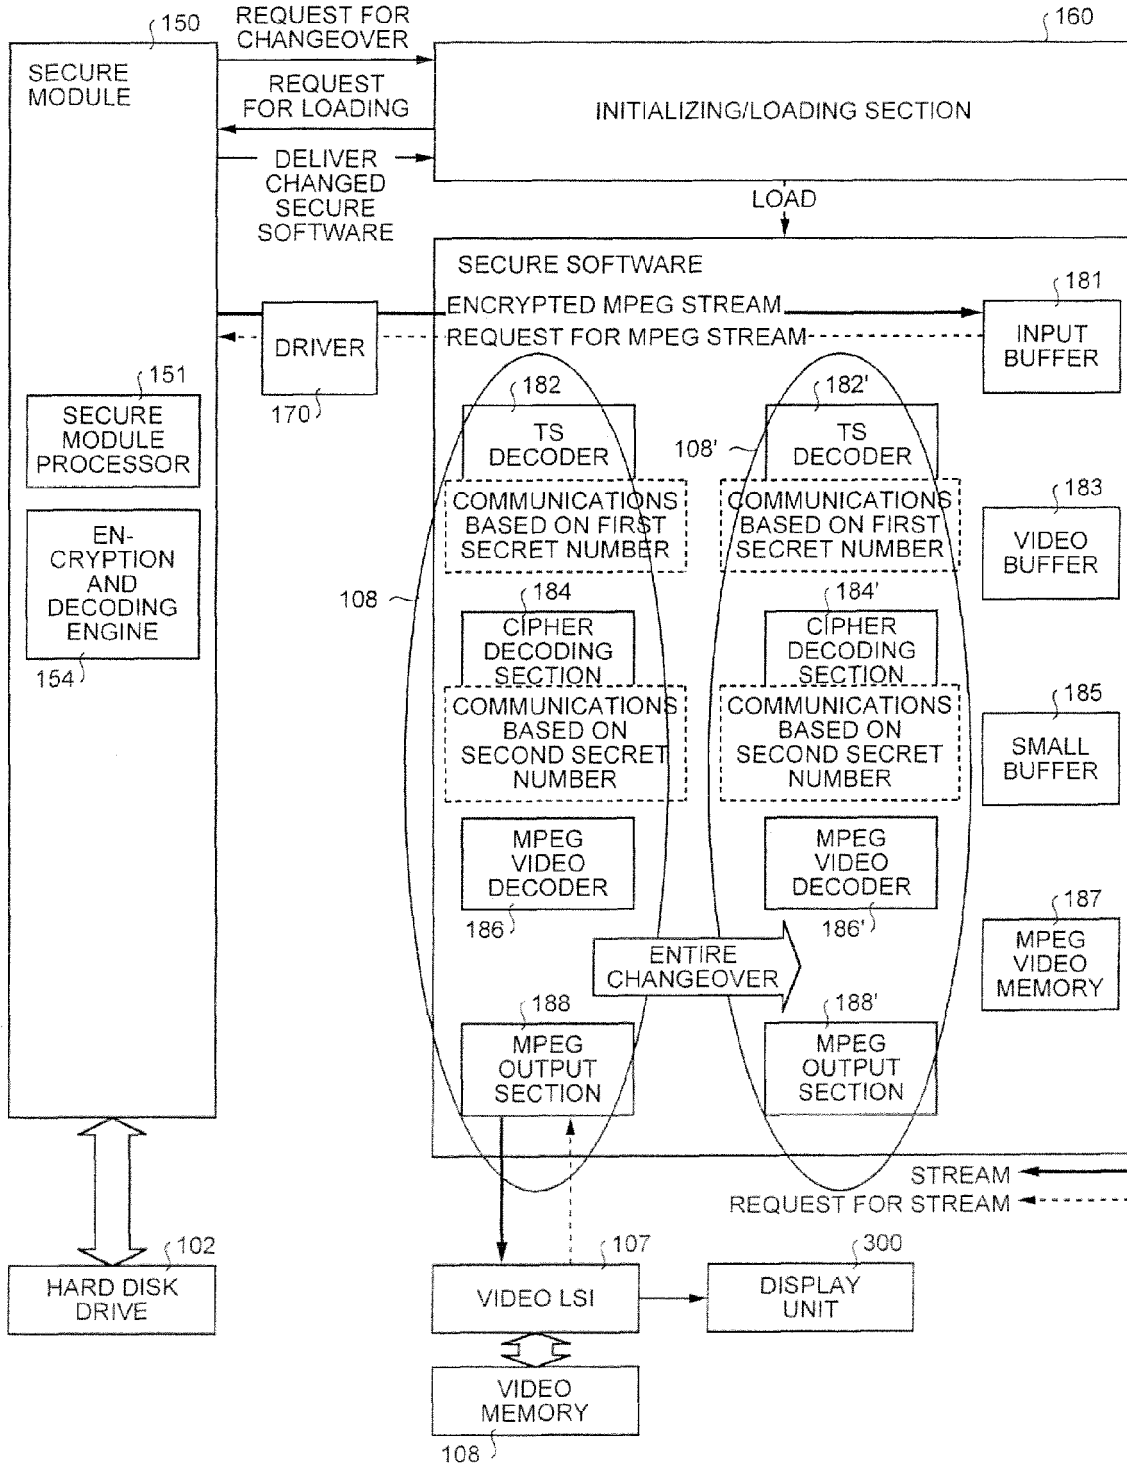 150
SECURE
MODULE
REQUEST FOR
CHANGEOVER
REQUEST
FOR LOADING
DELIVER
CHANGED
SECURE
SOFTWARE
160
INITIALIZING/LOADING SECTION
LOAD
SECURE SOFTWARE
ENCRYPTED MPEG STREAM
REQUEST FOR MPEG STREAM
DRIVER
170
181
INPUT
BUFFER
151
SECURE
MODULE
PROCESSOR
EN-
CRYPTION
AND
DECODING
ENGINE
154
108
182
TS
DECODER
COMMUNICATIONS
BASED ON FIRST
SECRET NUMBER
184
CIPHER
DECODING
SECTION
COMMUNICATIONS
BASED ON
SECOND SECRET
NUMBER
MPEG
VIDEO
DECODER
186
ENTIRE
CHANGEOVER
188
MPEG
OUTPUT
SECTION
108'
182'
TS
DECODER
COMMUNICATIONS
BASED ON FIRST
SECRET NUMBER
184'
CIPHER
DECODING
SECTION
COMMUNICATIONS
BASED ON
SECOND SECRET
NUMBER
MPEG
VIDEO
DECODER
186'
188'
MPEG
OUTPUT
SECTION
183
VIDEO
BUFFER
185
SMALL
BUFFER
187
MPEG
VIDEO
MEMORY
STREAM
REQUEST FOR STREAM
102
HARD DISK
DRIVE
107
VIDEO LSI
300
DISPLAY
UNIT
VIDEO
MEMORY
108